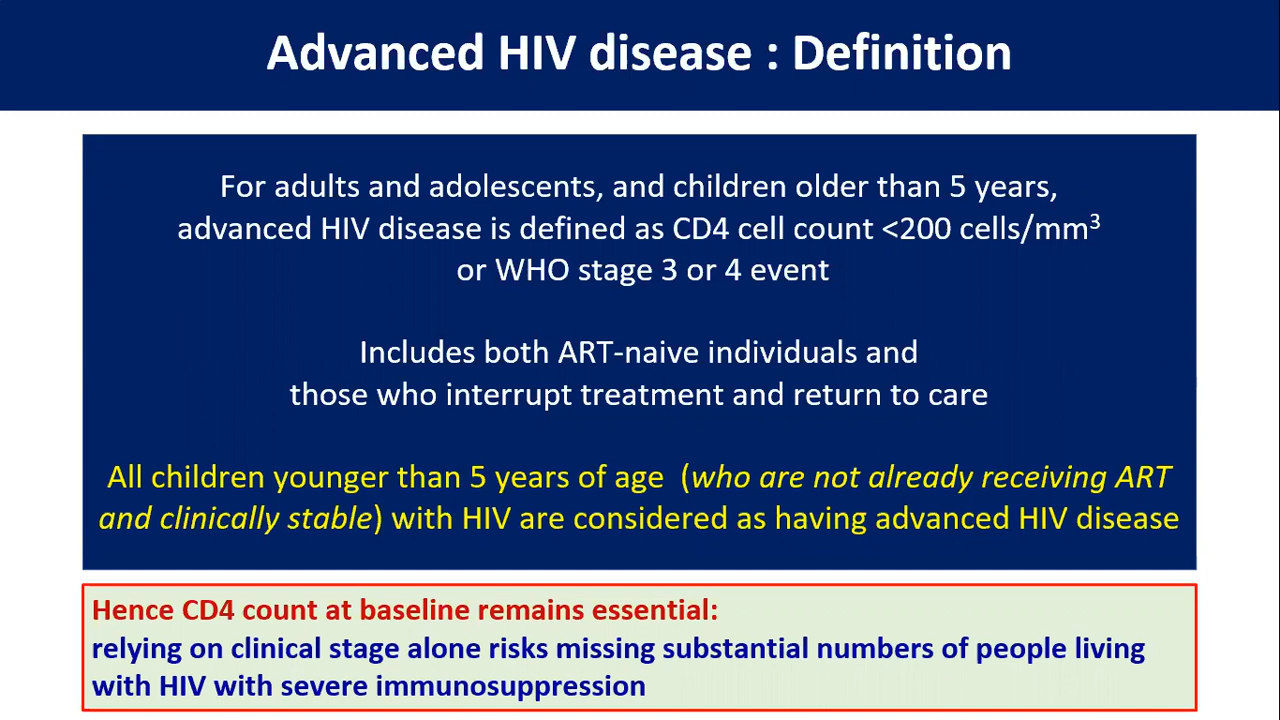 Advanced HIV disease : Definition
For adults and adolescents, and children older than 5 years,
advanced HIV disease is defined as CD4 cell count <200 cells/mm³
or WHO stage 3 or 4 event
Includes both ART-naive individuals and
those who interrupt treatment and return to care
All children younger than 5 years of age (who are not already receiving ART
and clinically stable) with HIV are considered as having advanced HIV disease
Hence CD4 count at baseline remains essential:
relying on clinical stage alone risks missing substantial numbers of people living
with HIV with severe immunosuppression